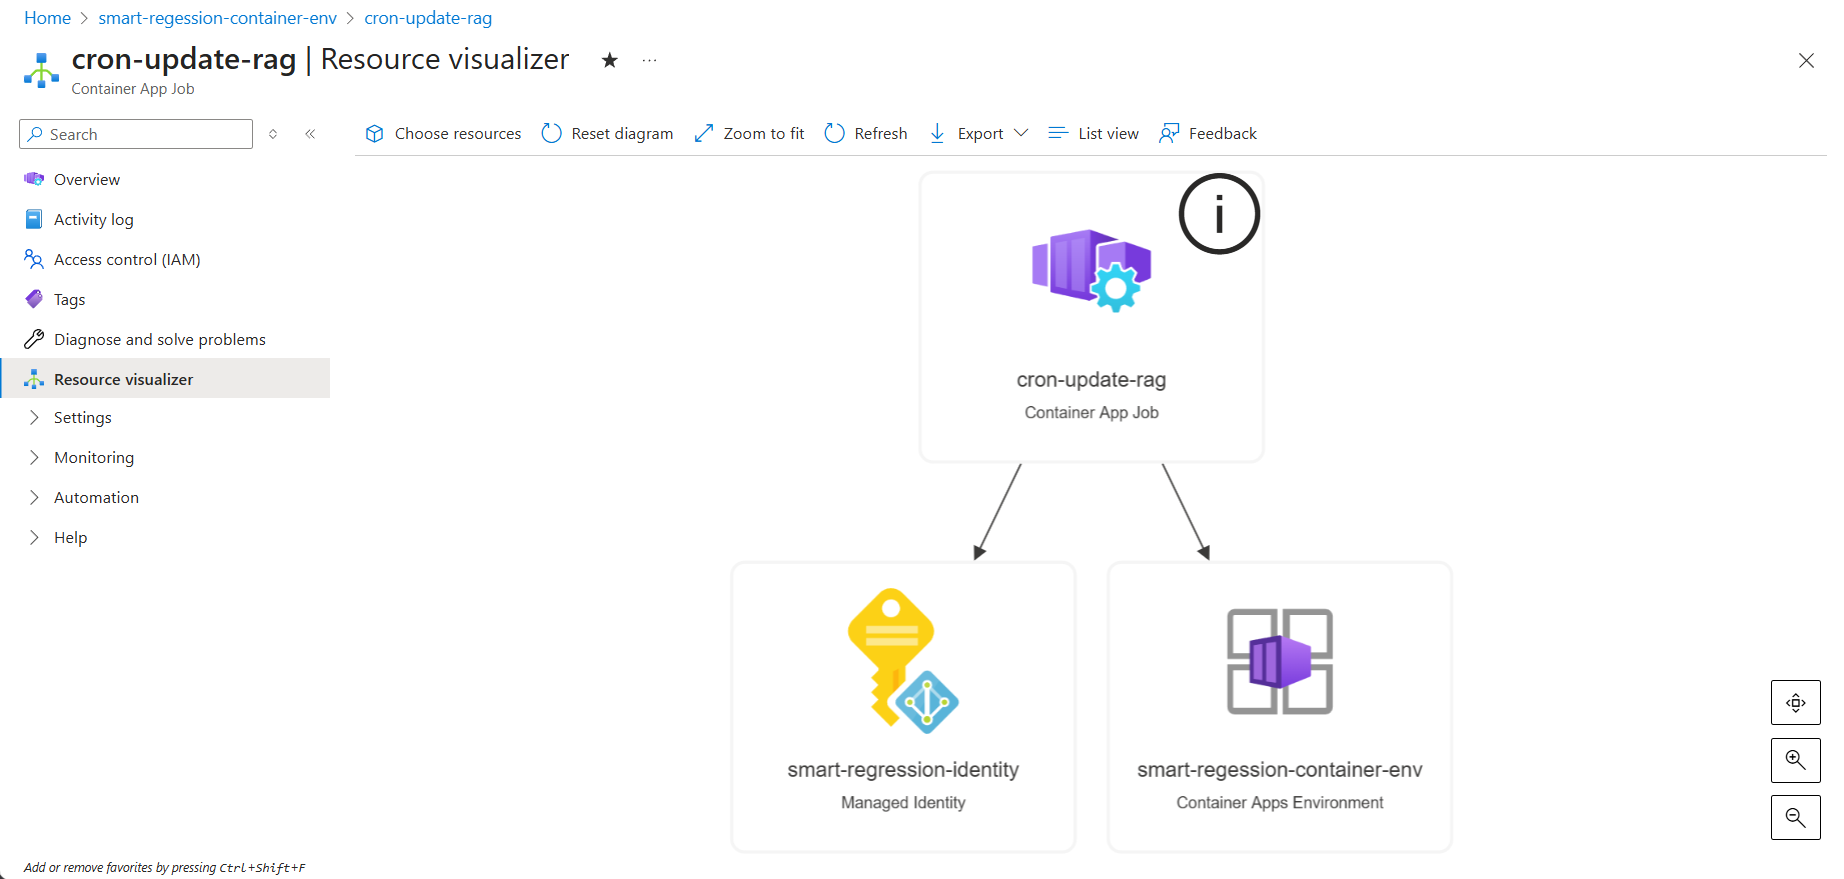 Home > smart-regession-container-env > cron-update-rag
cron-update-rag | Resource visualizer
Container App Job
Search
Choose resources Reset diagram Zoom to fit Refresh Export List view Feedback
Overview
Activity log
Access control (IAM)
Tags
Diagnose and solve problems
Resource visualizer
Settings
Monitoring
Automation
Help
i
cron-update-rag
Container App Job
smart-regression-identity
Managed Identity
smart-regession-container-env
Container Apps Environment
Add or remove favorites by pressing Ctrl+Shift+F